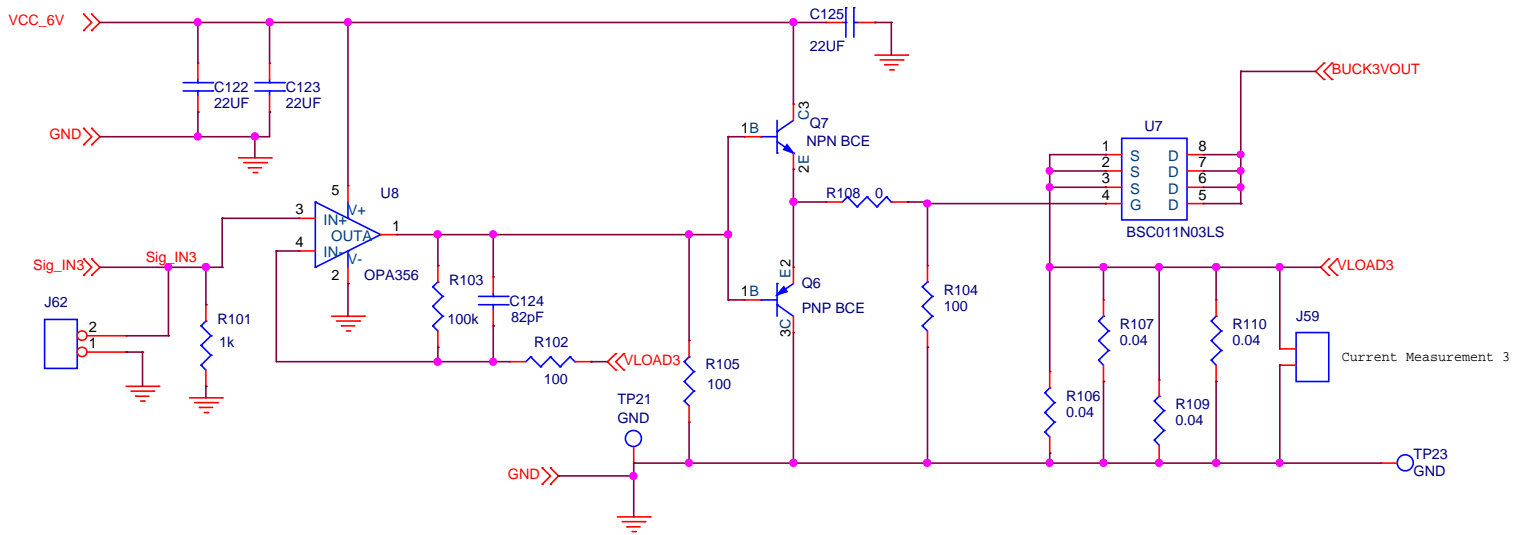 VCC_6V
C125
22UF
C122
22UF
C123
22UF
GND
BUCK3VOUT
C3
Q7
1B
NPN BCE
2E
U7
1 S D 8
2 S D 7
3 S D 6
4 G D 5
BSC011N03LS
R108 0
5
U8
V+
3
IN+
OUTA
1
4
IN-
V-
2
OPA356
Sig_IN3
Sig_IN3
J62
2
1
R101
1k
R103
100k
C124
82pF
R102
100
VLOAD3
R105
100
E2
Q6
1B
PNP BCE
3C
R104
100
VLOAD3
R107
0.04
R110
0.04
J59
Current Measurement 3
R106
0.04
R109
0.04
TP21
GND
GND
TP23
GND